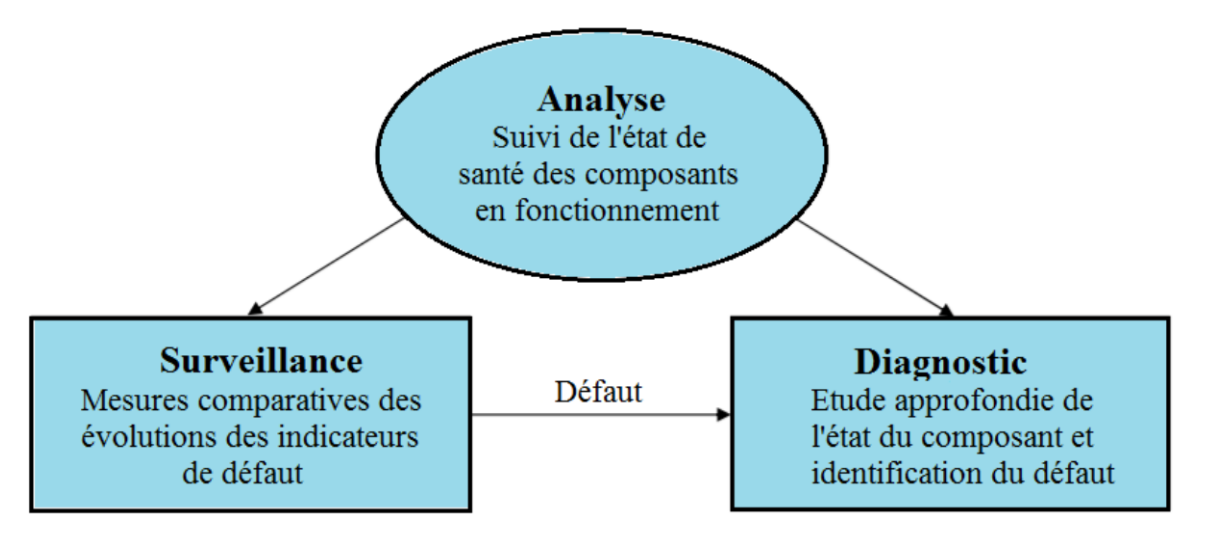 Analyse
Suivi de l'état de
santé des composants
en fonctionnement
Surveillance
Mesures comparatives des
évolutions des indicateurs
de défaut
Défaut
Diagnostic
Etude approfondie de
l'état du composant et
identification du défaut